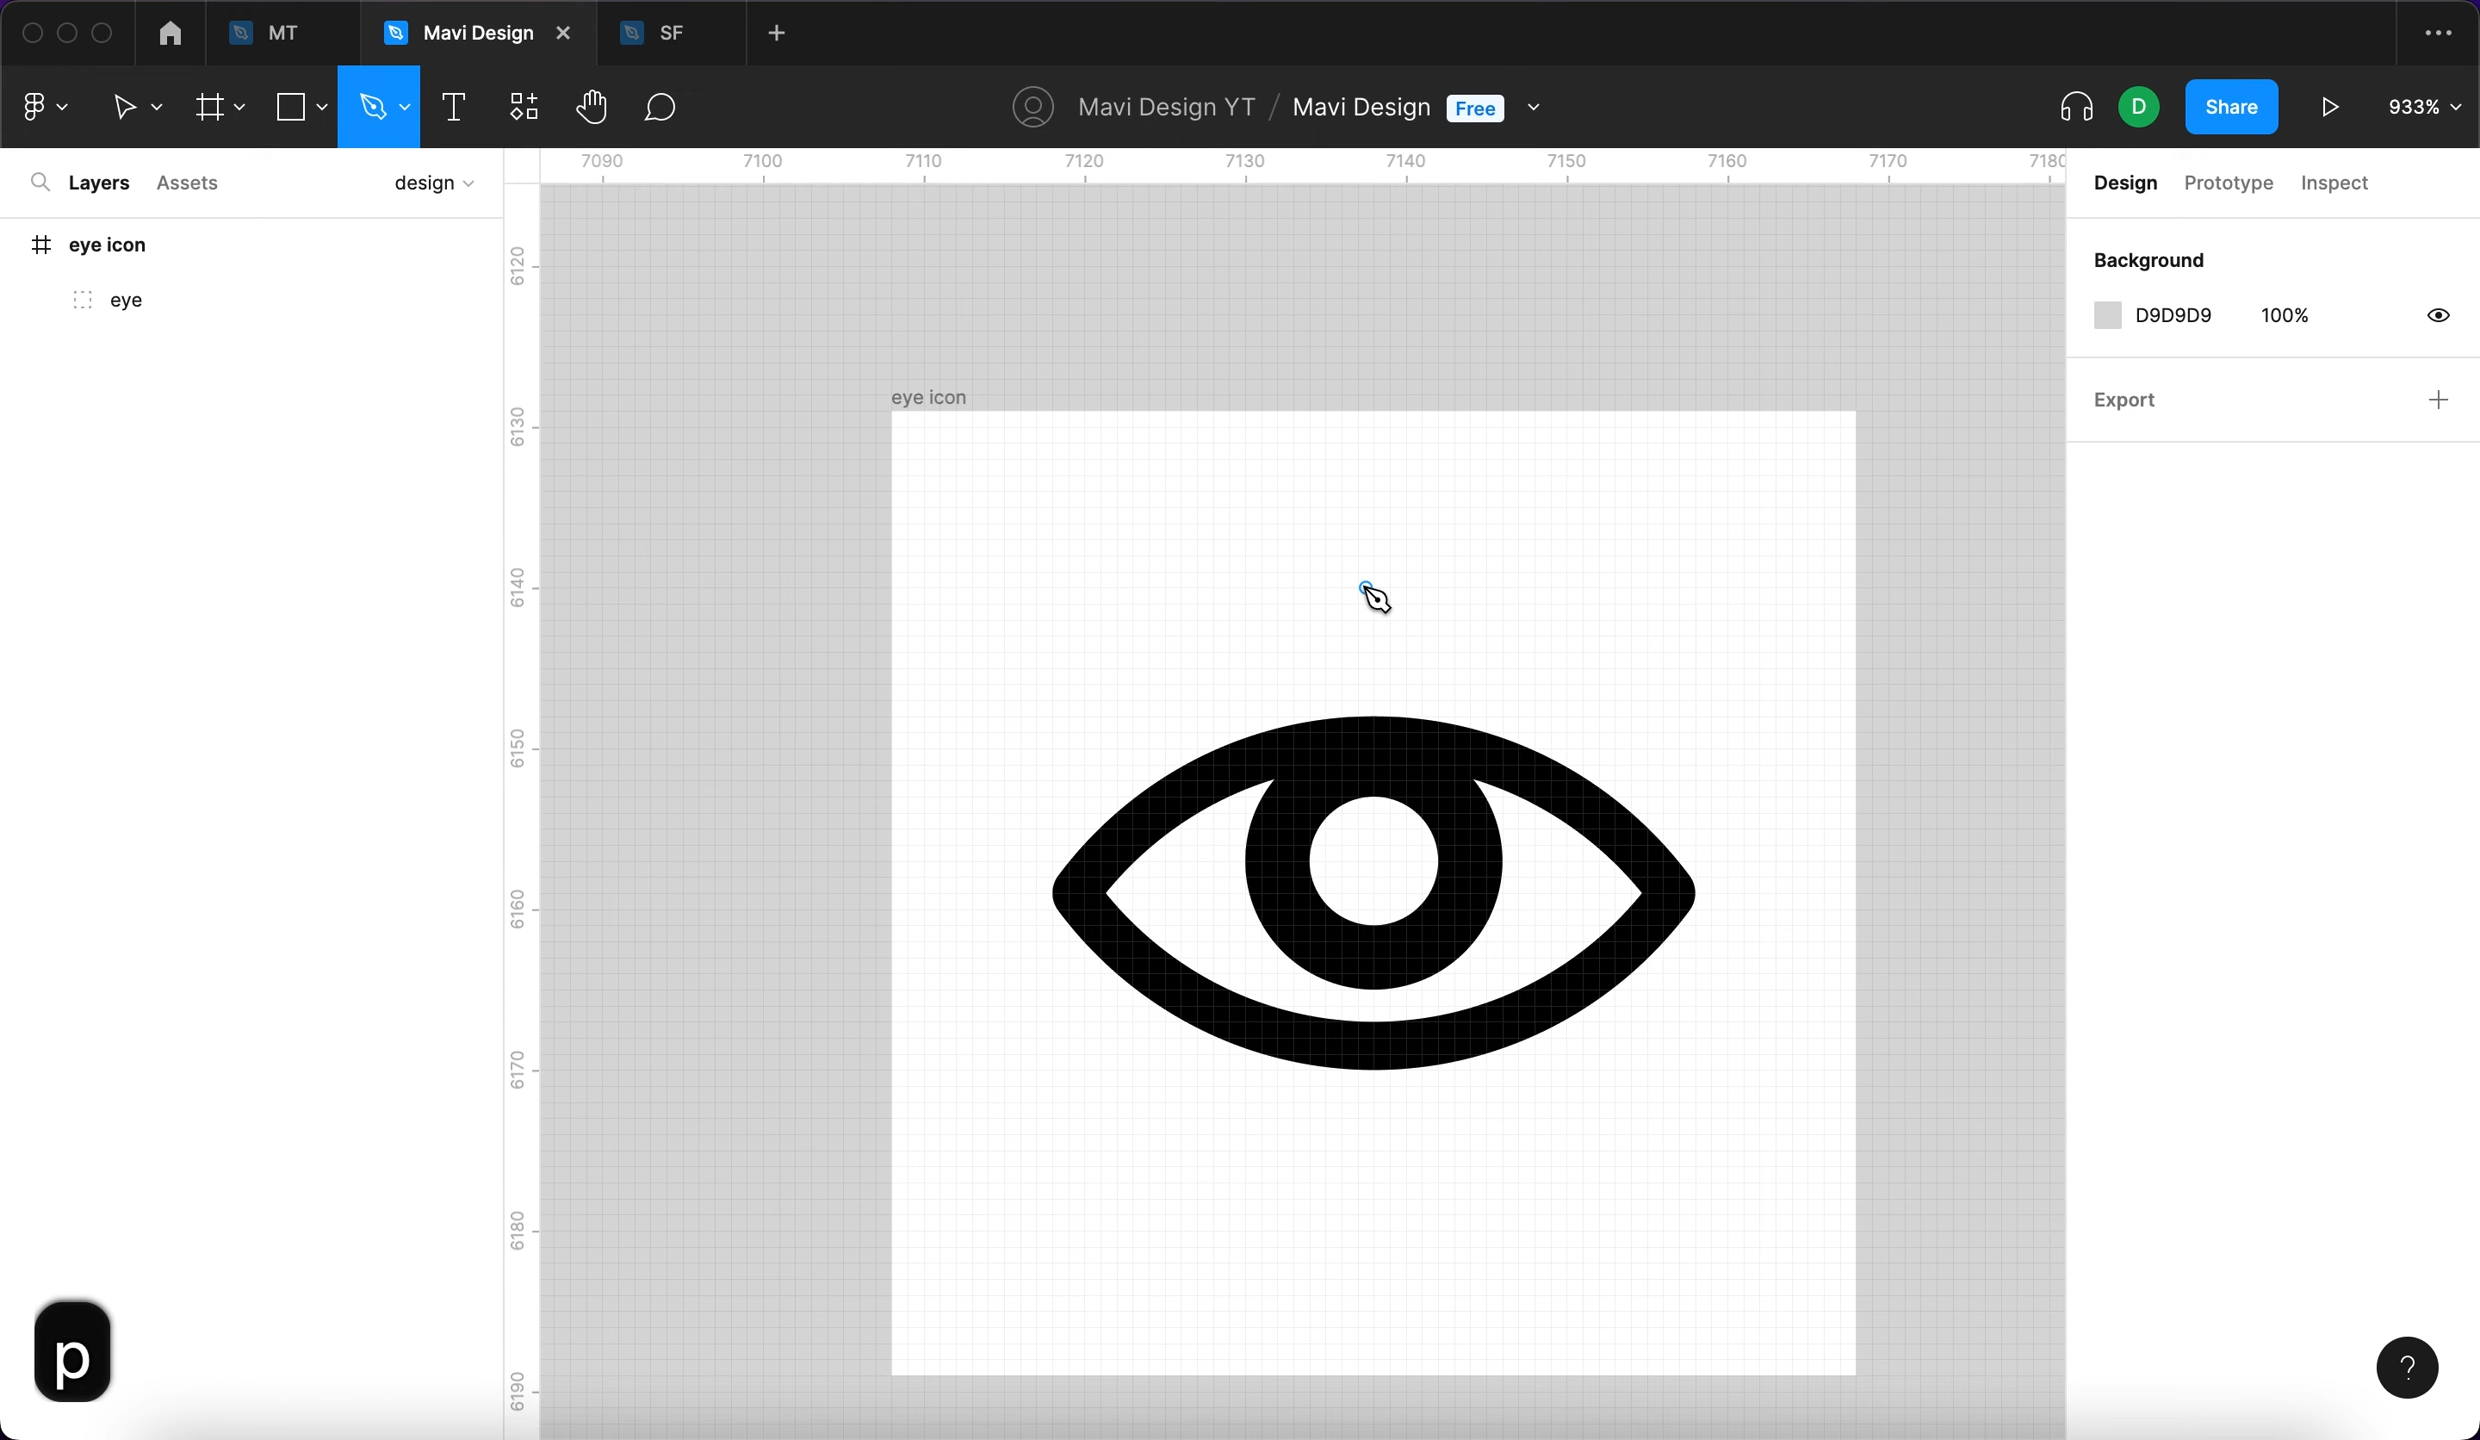 MT
Mavi Design
SF
T
Mavi Design YT / Mavi Design Free
D
Share
933%
Layers
Assets
design
7090 7100 7110 7120 7130 7140 7150 7160 7170 7180
Design
Prototype
Inspect
eye icon
eye
Background
D9D9D9 100%
Export
eye icon
6120
6130
6140
6150
6160
6170
6180
6190
p
?